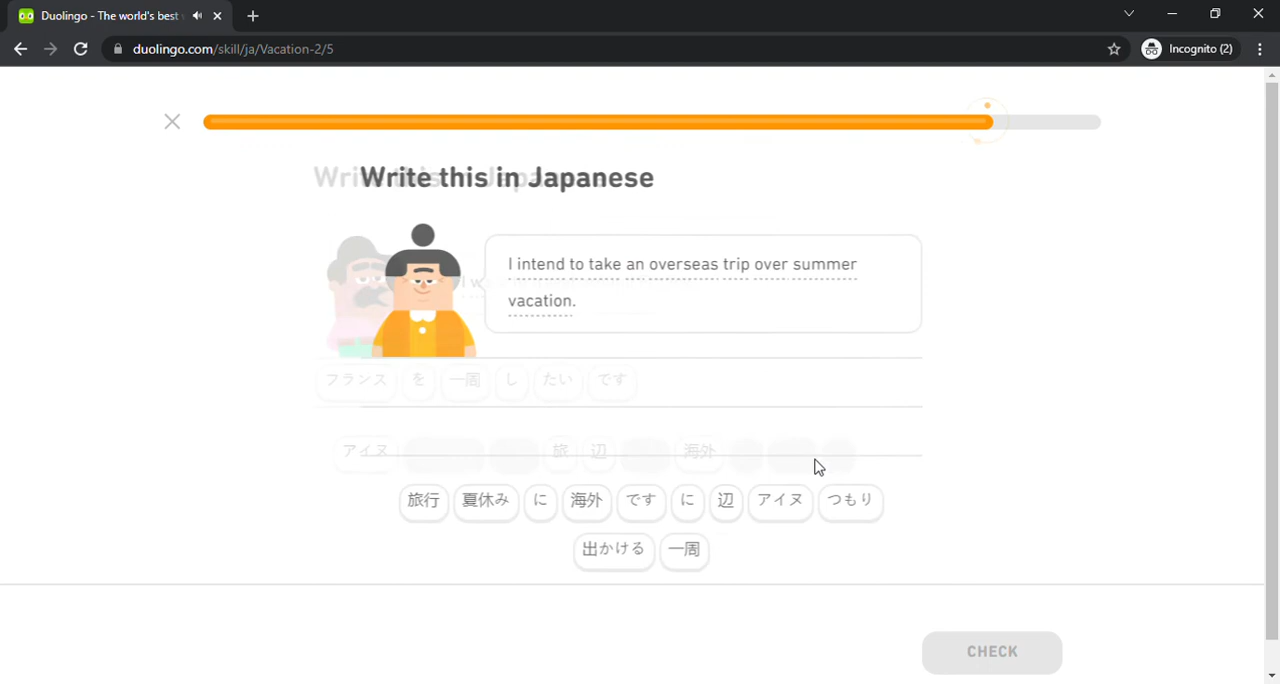 Duolingo - The world's best
duolingo.com/skill/ja/Vacation-2/5
Incognito (2)
Write this in Japanese
I intend to take an overseas trip over summer
vacation.
フランス を 一周 し たい です
アイヌ 旅 辺 海外
旅行 夏休み に 海外 です に 辺 アイヌ つもり
出かける 一周
CHECK